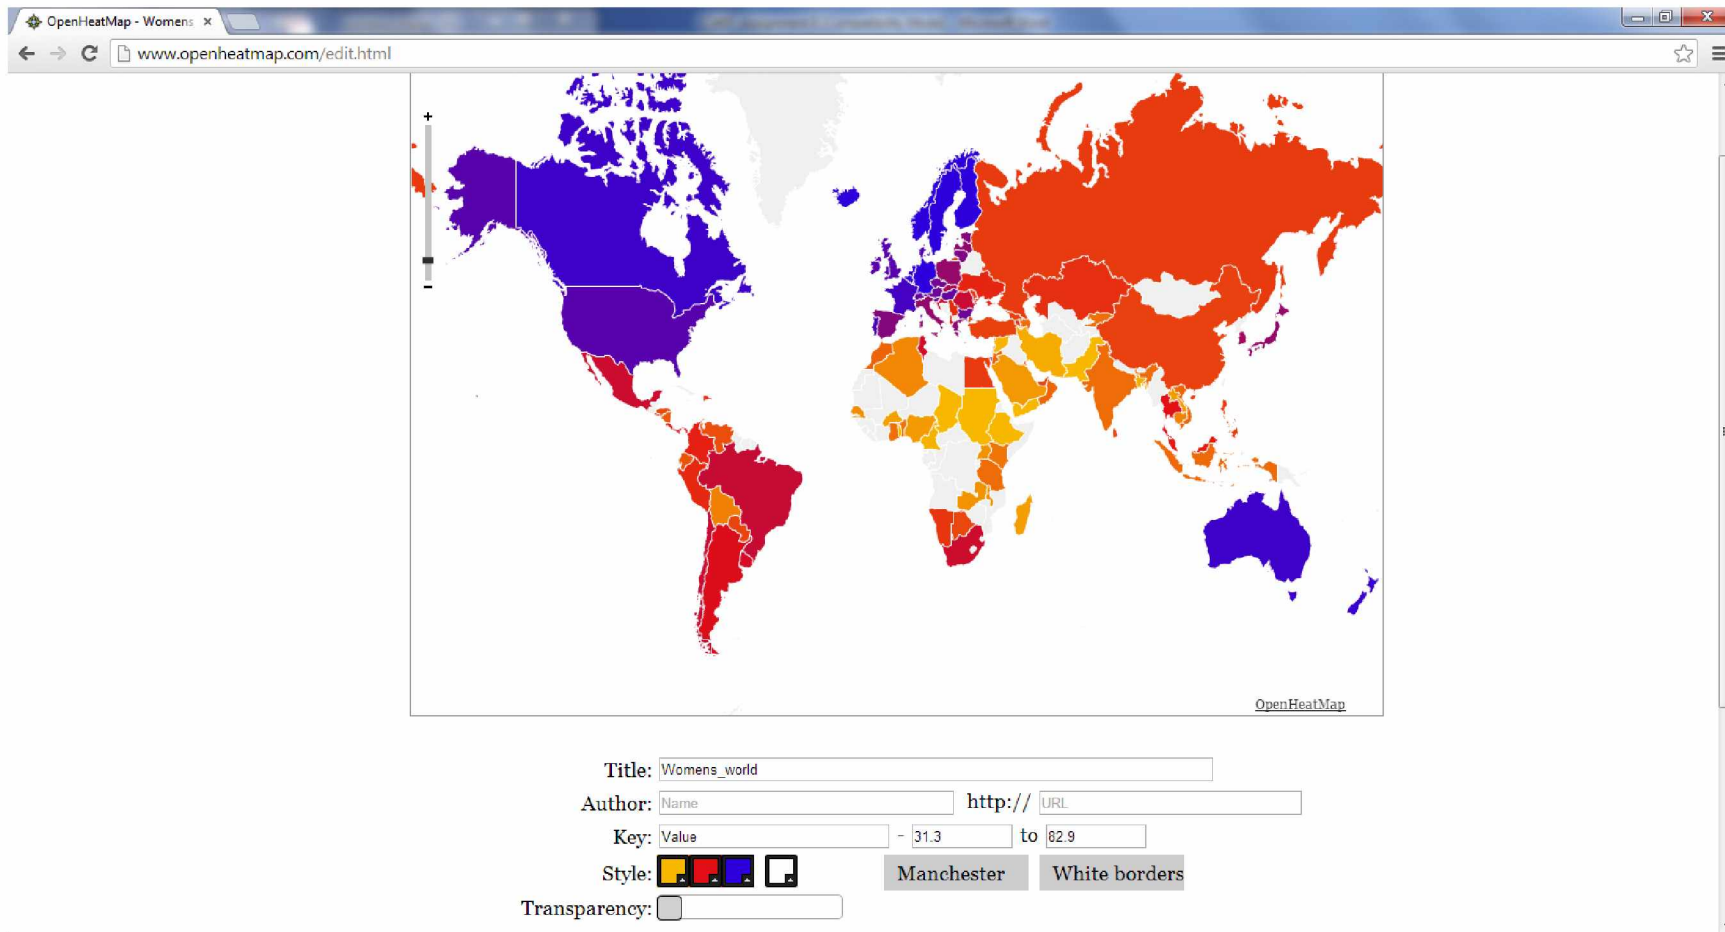 OpenHeatMap - Womens
www.openheatmap.com/edit.html
+
-
OpenHeatMap
Title: Womens_world
Author: Name http:// URL
Key: Value - 31.3 to 82.9
Style: Manchester White borders
Transparency: